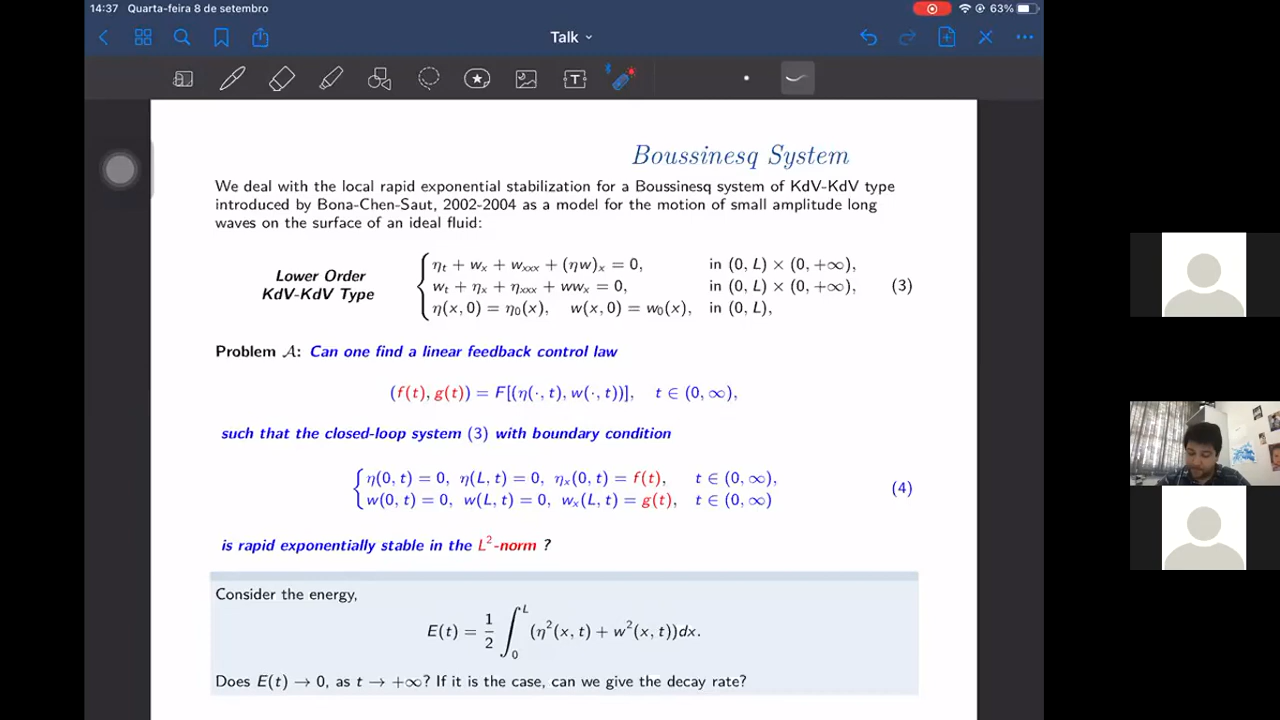 14:37 Quarta-feira 8 de setembro
63%
Talk
T
Boussinesq System
We deal with the local rapid exponential stabilization for a Boussinesq system of KdV-KdV type
introduced by Bona-Chen-Saut, 2002-2004 as a model for the motion of small amplitude long
waves on the surface of an ideal fluid:
Lower Order
KdV-KdV Type
η_t + w_x + w_{xxx} + (ηw)_x = 0, in (0, L) × (0, +∞),
w_t + η_x + η_{xxx} + ww_x = 0, in (0, L) × (0, +∞), (3)
η(x, 0) = η_0(x), w(x, 0) = w_0(x), in (0, L),
Problem 𝒜: Can one find a linear feedback control law
(f(t), g(t)) = F[(η(·, t), w(·, t))], t ∈ (0, ∞),
such that the closed-loop system (3) with boundary condition
η(0, t) = 0, η(L, t) = 0, η_x(0, t) = f(t), t ∈ (0, ∞),
w(0, t) = 0, w(L, t) = 0, w_x(L, t) = g(t), t ∈ (0, ∞) (4)
is rapid exponentially stable in the L²-norm ?
Consider the energy,
E(t) = 1/2 ∫_0^L (η²(x, t) + w²(x, t))dx.
Does E(t) → 0, as t → +∞? If it is the case, can we give the decay rate?